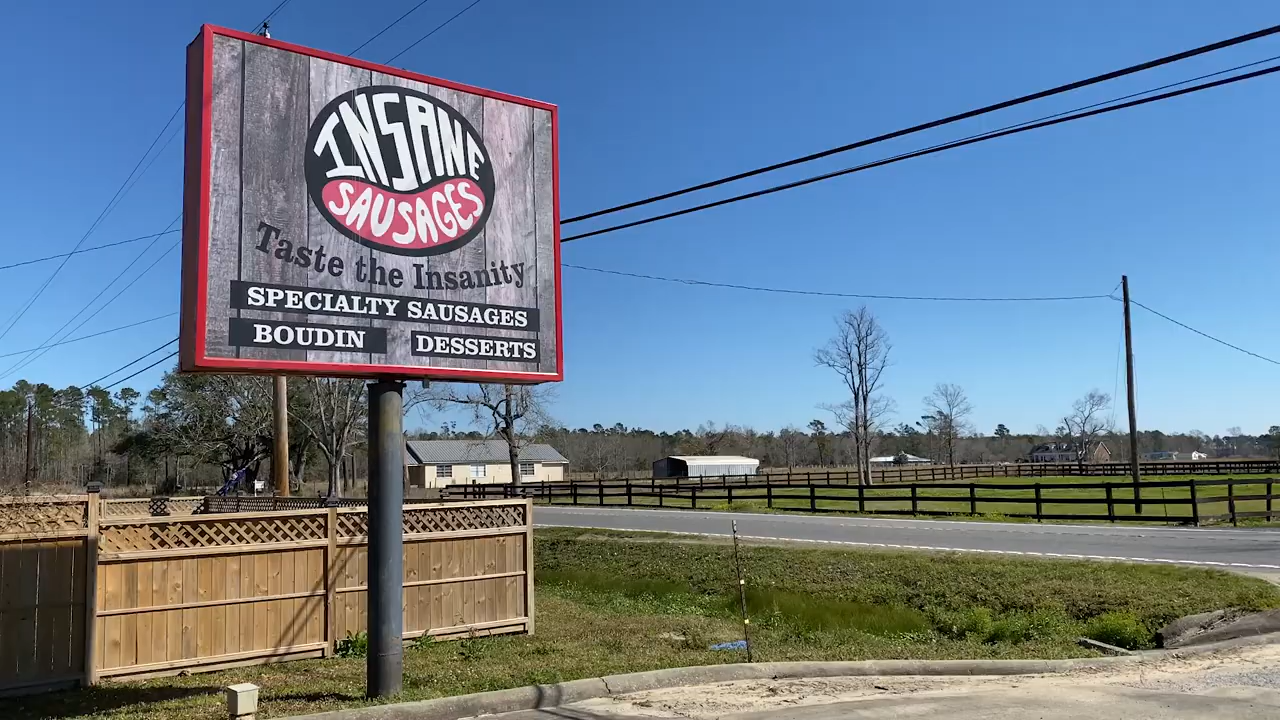 INSANE
SAUSAGES
Taste the Insanity
SPECIALTY SAUSAGES
BOUDIN DESSERTS